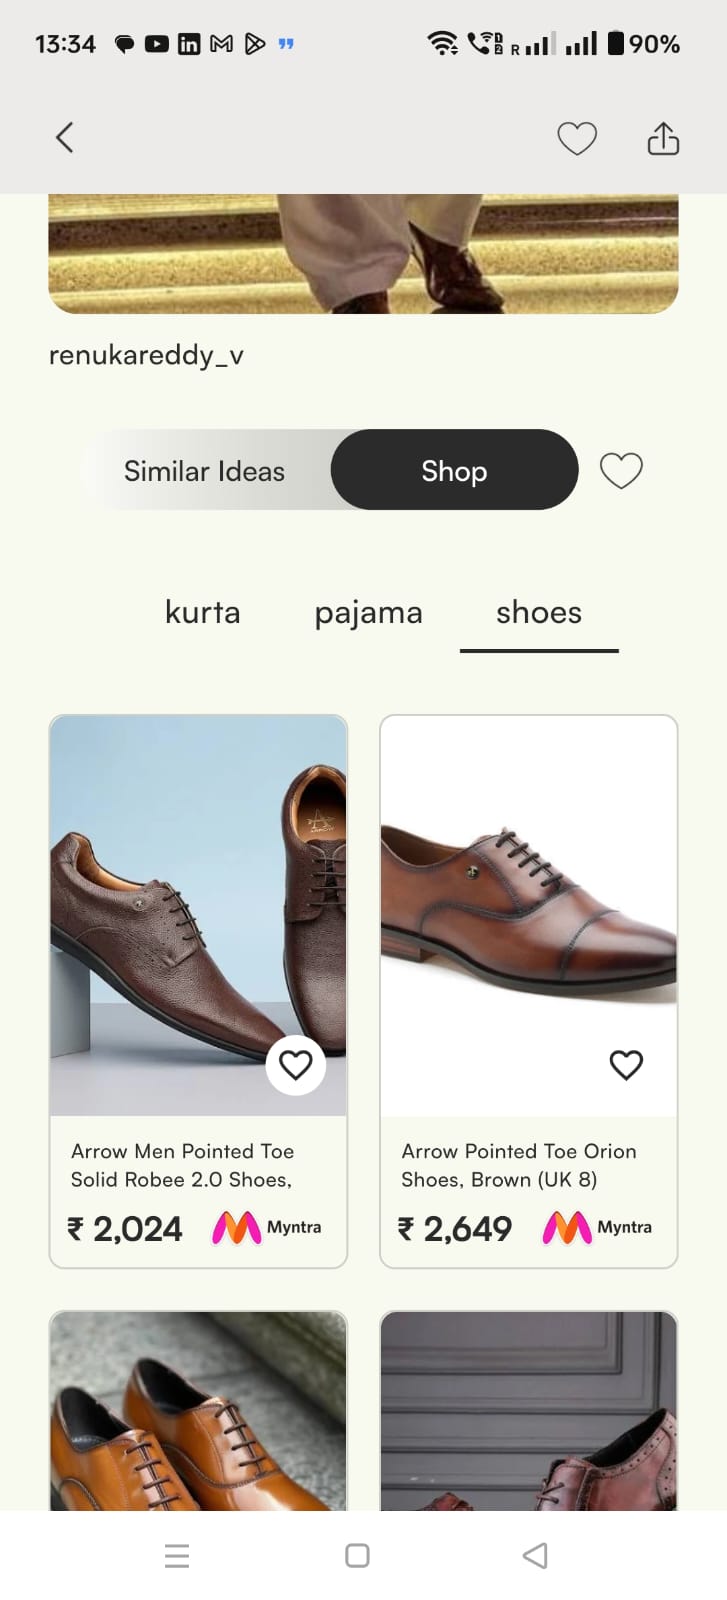 13:34
R
90%
renukareddy_v
Similar Ideas
Shop
kurta
pajama
shoes
Arrow Men Pointed Toe
Solid Robee 2.0 Shoes,
₹ 2,024
Myntra
Arrow Pointed Toe Orion
Shoes, Brown (UK 8)
₹ 2,649
Myntra